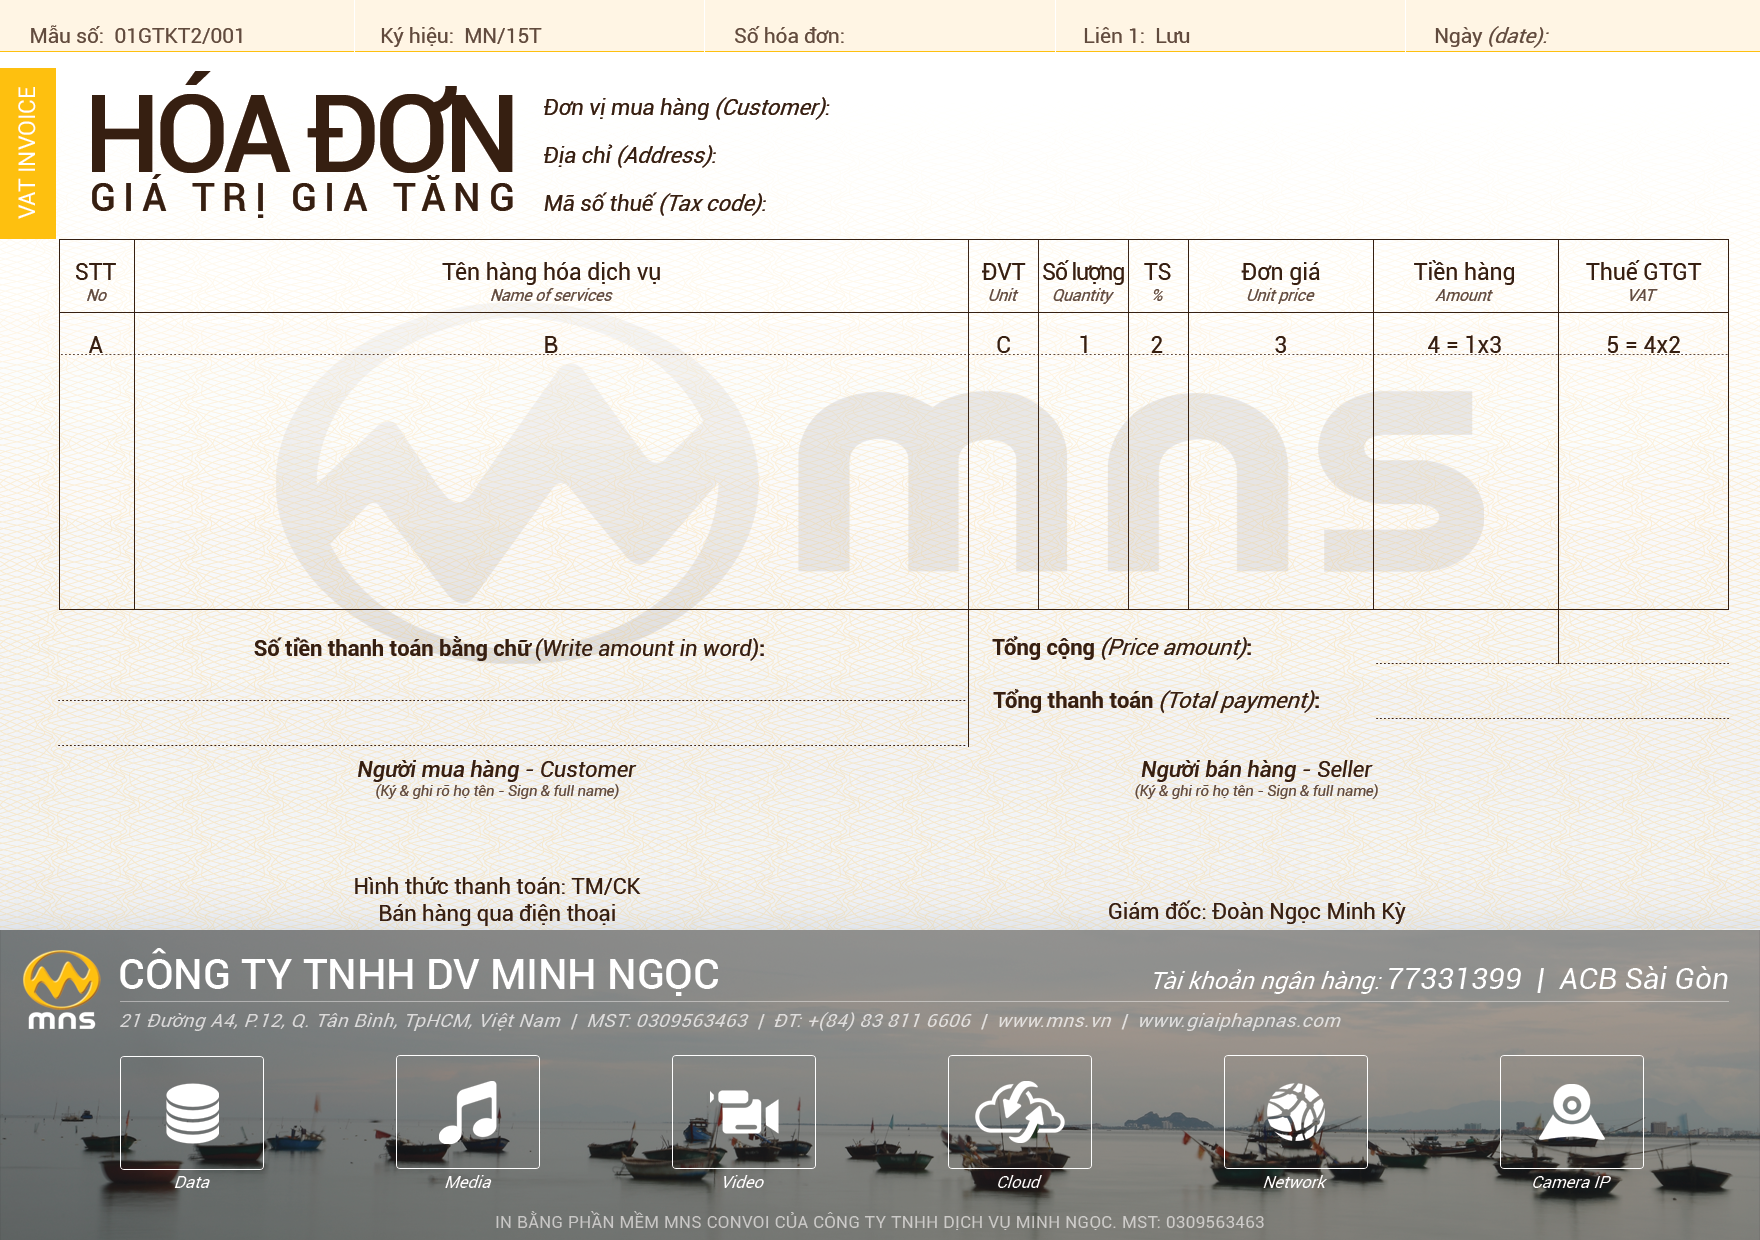 Mẫu số: 01GTKT2/001 Ký hiệu: MN/15T Số hóa đơn: Liên 1: Lưu Ngày (date):
VAT INVOICE
HÓA ĐƠN
GIÁ TRỊ GIA TĂNG
Đơn vị mua hàng (Customer):
Địa chỉ (Address):
Mã số thuế (Tax code):
STT Tên hàng hóa dịch vụ ĐVT Số lượng TS Đơn giá Tiền hàng Thuế GTGT
No Name of services Unit Quantity % Unit price Amount VAT
A B C 1 2 3 4 = 1x3 5 = 4x2
mns
Số tiền thanh toán bằng chữ (Write amount in word): Tổng cộng (Price amount):
Tổng thanh toán (Total payment):
Người mua hàng - Customer Người bán hàng - Seller
(Ký & ghi rõ họ tên - Sign & full name) (Ký & ghi rõ họ tên - Sign & full name)
Hình thức thanh toán: TM/CK
Bán hàng qua điện thoại Giám đốc: Đoàn Ngọc Minh Kỳ
CÔNG TY TNHH DV MINH NGỌC Tài khoản ngân hàng: 77331399 | ACB Sài Gòn
mns 21 Đường A4, P.12, Q. Tân Bình, TpHCM, Việt Nam | MST: 0309563463 | ĐT: +(84) 83 811 6606 | www.mns.vn | www.giaiphapnas.com
Data Media Video Cloud Network Camera IP
IN BẰNG PHẦN MỀM MNS CONVOI CỦA CÔNG TY TNHH DỊCH VỤ MINH NGỌC. MST: 0309563463